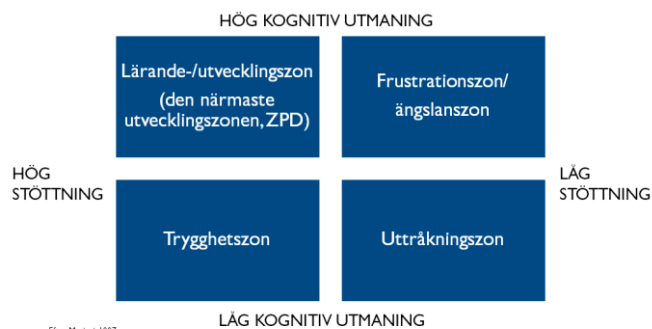 HÖG KOGNITIV UTMANING
Lärande-/utvecklingszon
(den närmaste
utvecklingszonen, ZPD)
Frustrationszon/
ängslanszon
HÖG
STÖTTNING
LÅG
STÖTTNING
Trygghetszon
Uttråkningszon
LÅG KOGNITIV UTMANING